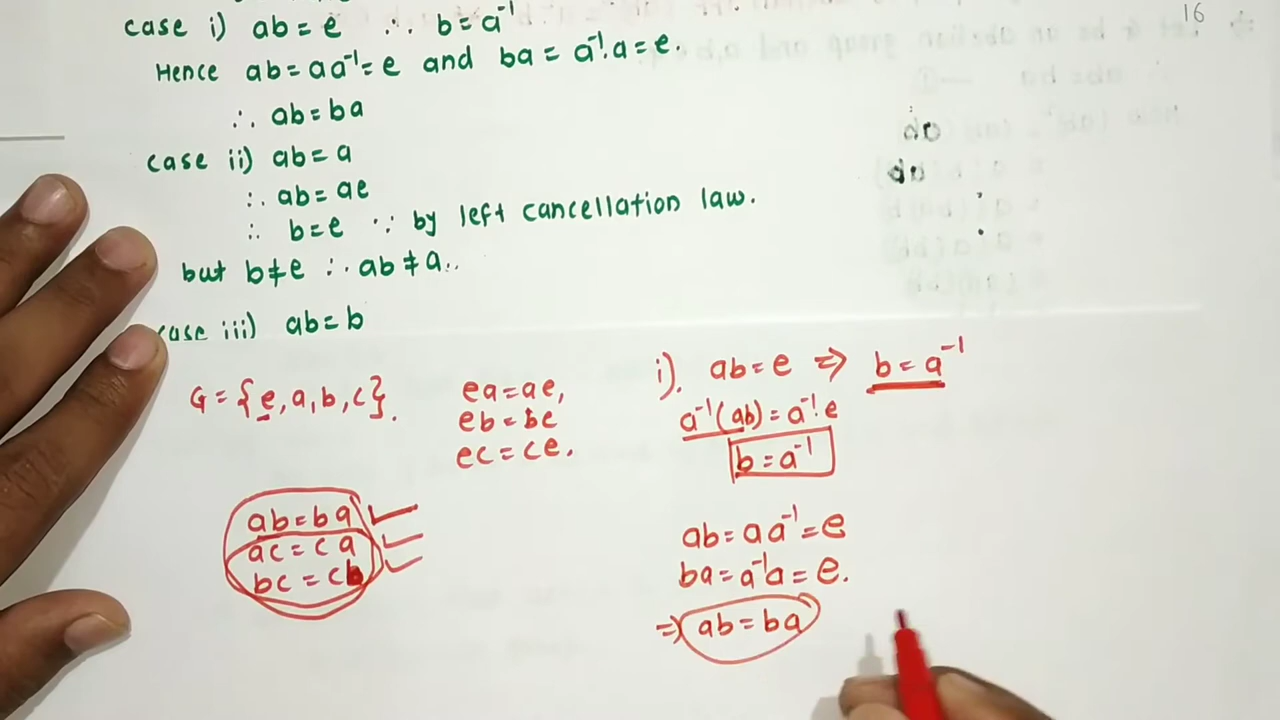 16
case i) ab = e ∴ b = a⁻¹
Hence ab = aa⁻¹ = e and ba = a⁻¹.a = e.
∴ ab = ba
case ii) ab = a
∴ ab = ae
∴ b = e ∵ by left cancellation law.
but b ≠ e ∴ ab ≠ a..
case iii) ab = b
G = {e, a, b, c}.
ea = ae,
eb = be
ec = ce.
ab = ba
ac = ca
bc = cb
i). ab = e ⇒ b = a⁻¹
a⁻¹(ab) = a⁻¹.e
b = a⁻¹
ab = aa⁻¹ = e
ba = a⁻¹a = e.
⇒ ab = ba
do
do